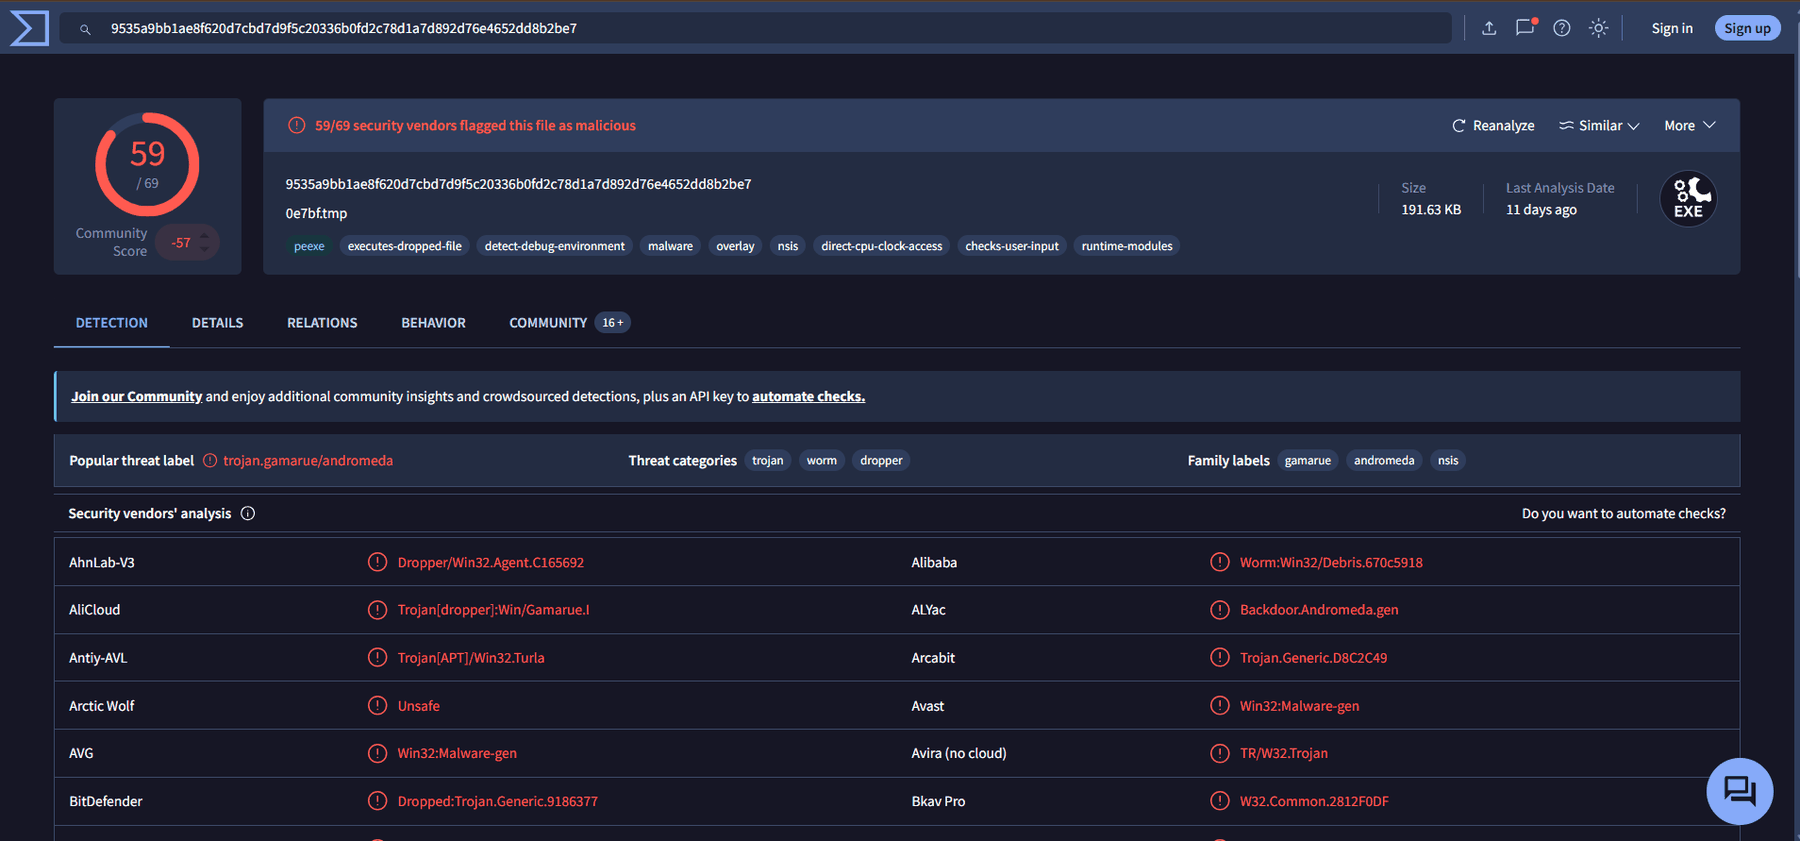 9535a9bb1ae8f620d7cbd7d9f5c20336b0fd2c78d1a7d892d76e4652dd8b2be7
Sign in
Sign up
59
/ 69
Community
Score
-57
59/69 security vendors flagged this file as malicious
Reanalyze
Similar
More
9535a9bb1ae8f620d7cbd7d9f5c20336b0fd2c78d1a7d892d76e4652dd8b2be7
0e7bf.tmp
Size
191.63 KB
Last Analysis Date
11 days ago
EXE
peexe executes-dropped-file detect-debug-environment malware overlay nsis direct-cpu-clock-access checks-user-input runtime-modules
DETECTION DETAILS RELATIONS BEHAVIOR COMMUNITY 16 +
Join our Community and enjoy additional community insights and crowdsourced detections, plus an API key to automate checks.
Popular threat label trojan.gamarue/andromeda Threat categories trojan worm dropper Family labels gamarue andromeda nsis
Security vendors' analysis Do you want to automate checks?
AhnLab-V3 Dropper/Win32.Agent.C165692 Alibaba Worm:Win32/Debris.670c5918
AliCloud Trojan[dropper]:Win/Gamarue.I ALYac Backdoor.Andromeda.gen
Antiy-AVL Trojan[APT]/Win32.Turla Arcabit Trojan.Generic.D8C2C49
Arctic Wolf Unsafe Avast Win32:Malware-gen
AVG Win32:Malware-gen Avira (no cloud) TR/W32.Trojan
BitDefender Dropped:Trojan.Generic.9186377 Bkav Pro W32.Common.2812F0DF